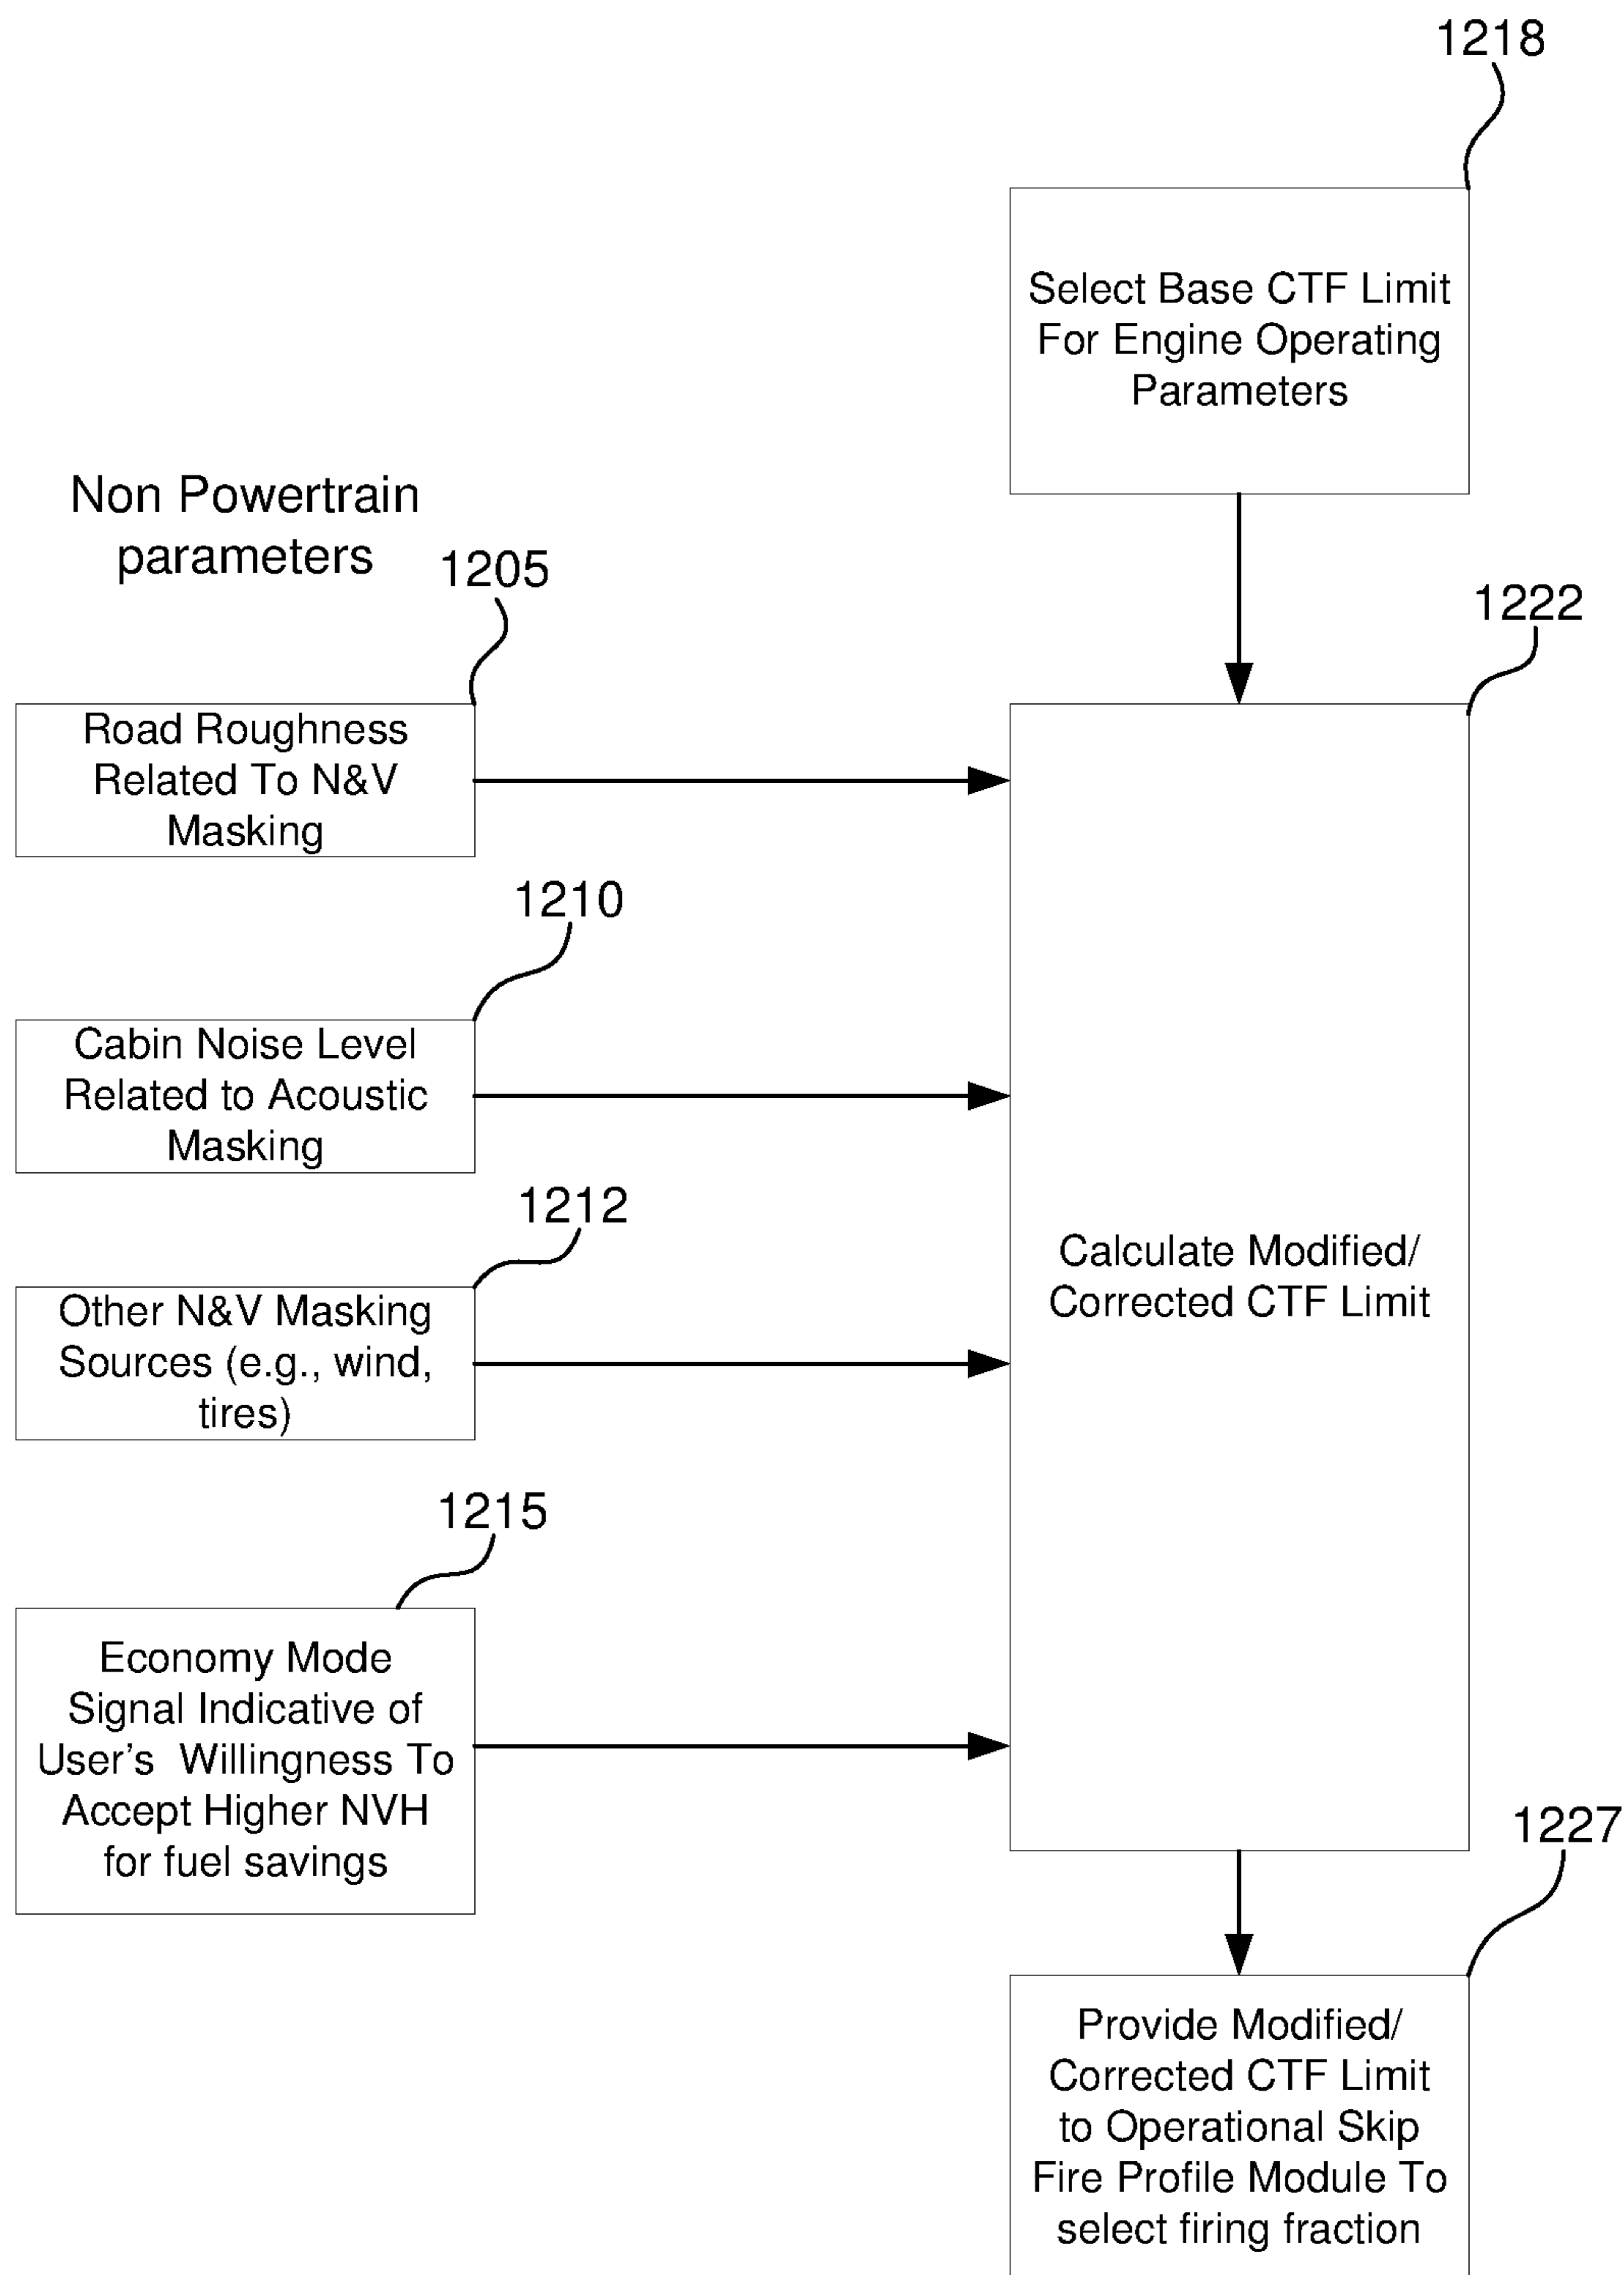 1218
Select Base CTF Limit
For Engine Operating
Parameters
Non Powertrain
parameters
1205
1222
Road Roughness
Related To N&V
Masking
1210
Cabin Noise Level
Related to Acoustic
Masking
1212
Other N&V Masking
Sources (e.g., wind,
tires)
Calculate Modified/
Corrected CTF Limit
1215
Economy Mode
Signal Indicative of
User's  Willingness To
Accept Higher NVH
for fuel savings
1227
Provide Modified/
Corrected CTF Limit
to Operational Skip
Fire Profile Module To
select firing fraction